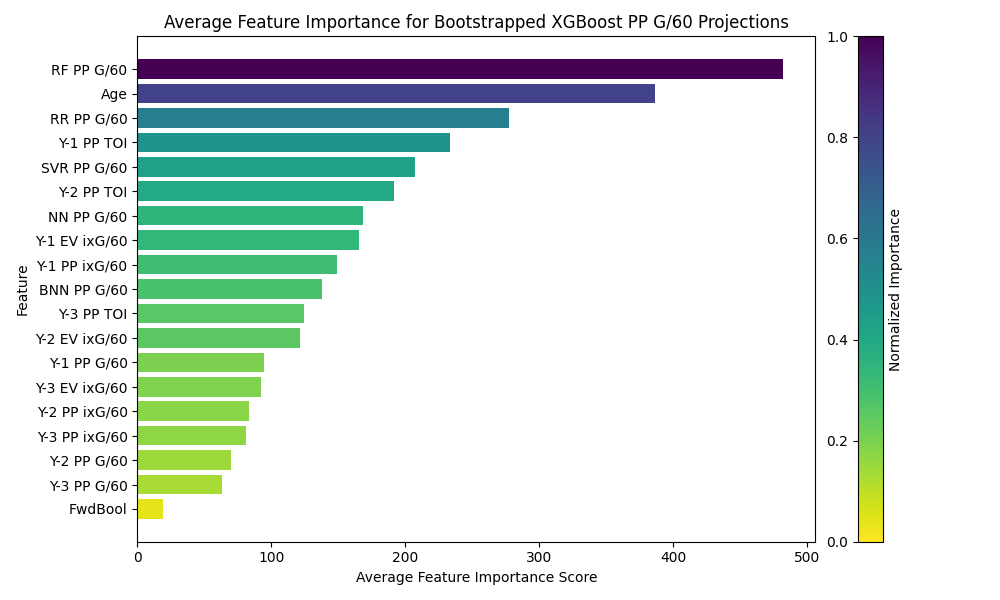 Average Feature Importance for Bootstrapped XGBoost PP G/60 Projections
Feature
RF PP G/60
Age
RR PP G/60
Y-1 PP TOI
SVR PP G/60
Y-2 PP TOI
NN PP G/60
Y-1 EV ixG/60
Y-1 PP ixG/60
BNN PP G/60
Y-3 PP TOI
Y-2 EV ixG/60
Y-1 PP G/60
Y-3 EV ixG/60
Y-2 PP ixG/60
Y-3 PP ixG/60
Y-2 PP G/60
Y-3 PP G/60
FwdBool
0 100 200 300 400 500
Average Feature Importance Score
1.0
0.8
0.6
0.4
0.2
0.0
Normalized Importance